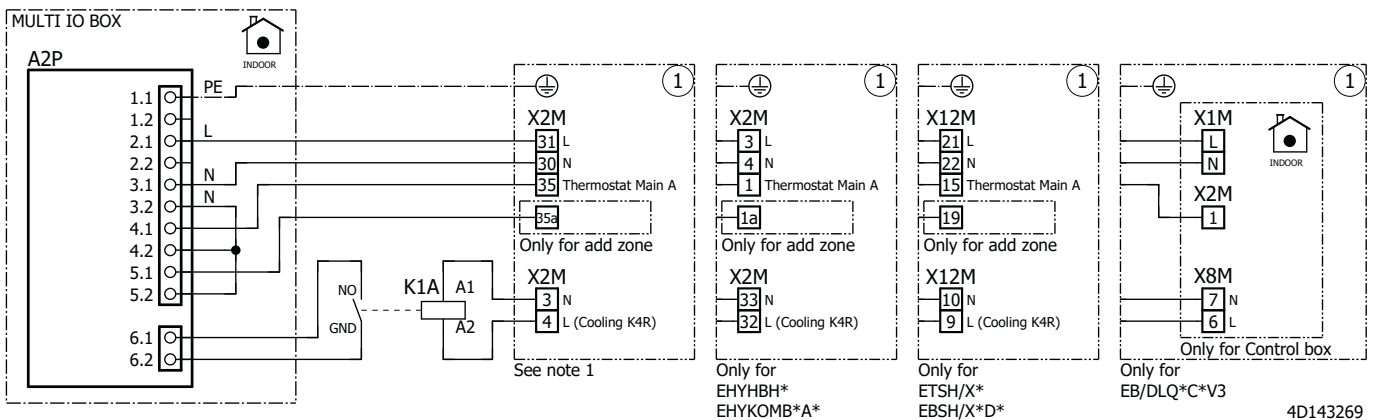 MULTI IO BOX
INDOOR
A2P
1.1
1.2
2.1
2.2
3.1
3.2
4.1
4.2
5.1
5.2
6.1
6.2
PE
L
N
N
NO
GND
K1A
A1
A2
1
X2M
31 L
30 N
35 Thermostat Main A
35a
Only for add zone
X2M
3 N
4 L (Cooling K4R)
See note 1
1
X2M
3 L
4 N
1 Thermostat Main A
1a
Only for add zone
X2M
33 N
32 L (Cooling K4R)
Only for
EHYHBH*
EHYKOMB*A*
1
X12M
21 L
22 N
15 Thermostat Main A
19
Only for add zone
X12M
10 N
9 L (Cooling K4R)
Only for
ETSH/X*
EBSH/X*D*
1
X1M
L
N
INDOOR
X2M
1
X8M
7 N
6 L
Only for Control box
Only for
EB/DLQ*C*V3
4D143269